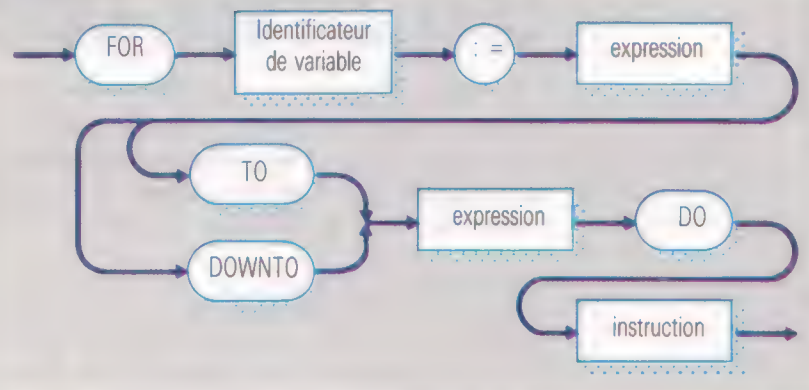 FOR
Identificateur
de variable
: =
expression
TO
DOWNTO
expression
DO
instruction